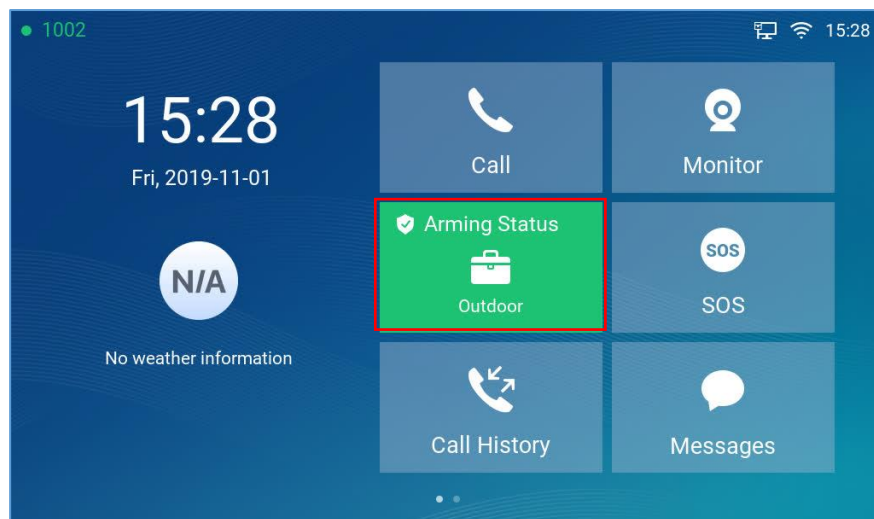 1002
15:28
15:28
Fri, 2019-11-01
N/A
No weather information
Call
Monitor
Arming Status
Outdoor
SOS
SOS
Call History
Messages